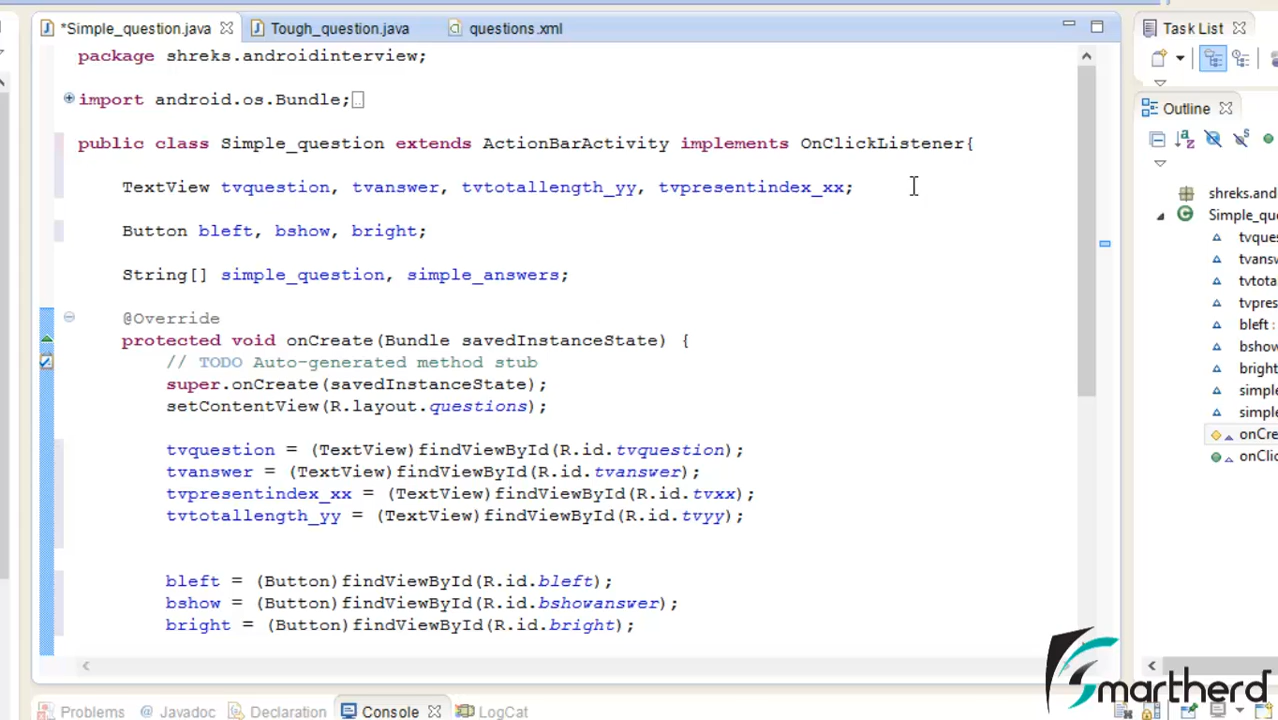 *Simple_question.java Tough_question.java questions.xml
Task List
package shreks.androidinterview;
import android.os.Bundle;
Outline
public class Simple_question extends ActionBarActivity implements OnClickListener{
TextView tvquestion, tvanswer, tvtotallength_yy, tvpresentindex_xx;
Button bleft, bshow, bright;
String[] simple_question, simple_answers;
@Override
protected void onCreate(Bundle savedInstanceState) {
// TODO Auto-generated method stub
super.onCreate(savedInstanceState);
setContentView(R.layout.questions);
tvquestion = (TextView)findViewById(R.id.tvquestion);
tvanswer = (TextView)findViewById(R.id.tvanswer);
tvpresentindex_xx = (TextView)findViewById(R.id.tvxx);
tvtotallength_yy = (TextView)findViewById(R.id.tvyy);
bleft = (Button)findViewById(R.id.bleft);
bshow = (Button)findViewById(R.id.bshowanswer);
bright = (Button)findViewById(R.id.bright);
shreks.and
Simple_qu
tvques
tvansw
tvtota
tvpres
bleft :
bshow
bright
simple
simple
onCre
onClic
Smartherd
Problems @ Javadoc Declaration Console LogCat